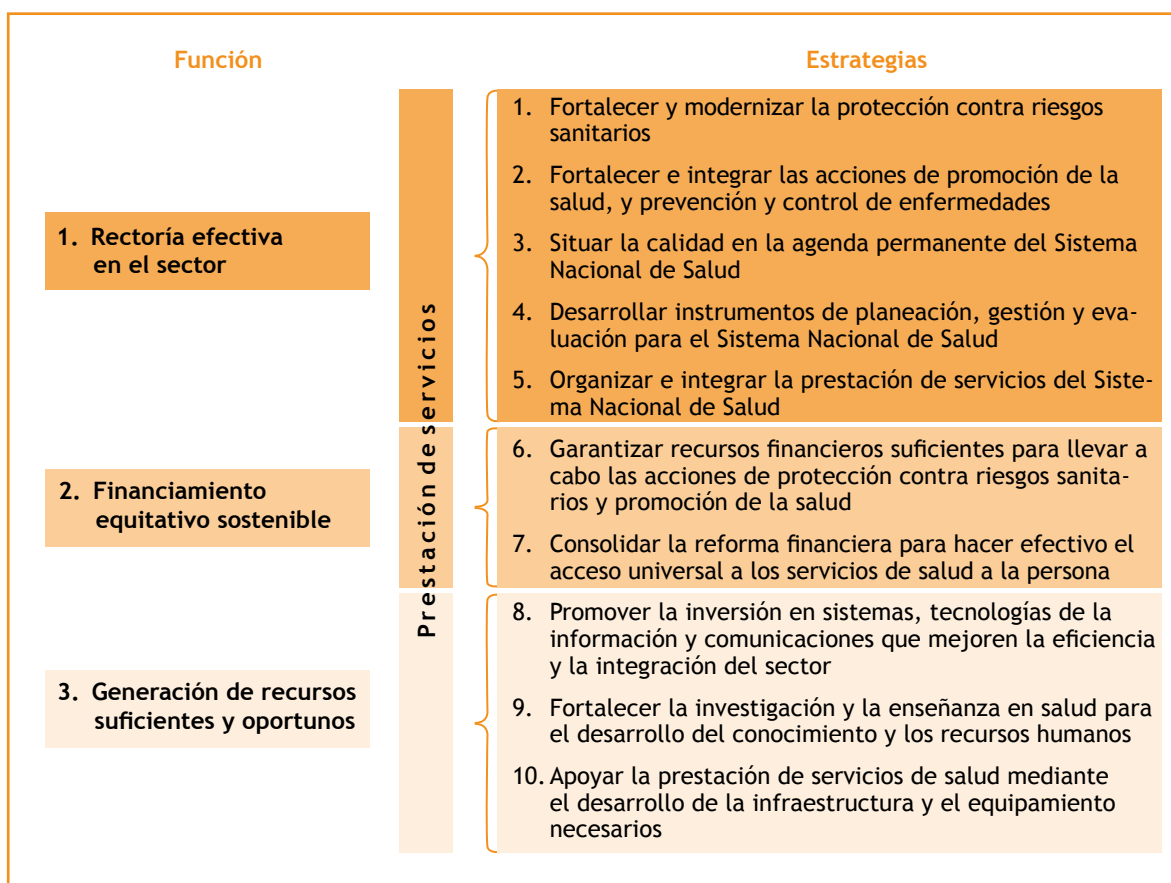 Función
Estrategias
1. Rectoría efectiva
en el sector
2. Financiamiento
equitativo sostenible
3. Generación de recursos
suficientes y oportunos
Prestación de servicios
1. Fortalecer y modernizar la protección contra riesgos
sanitarios
2. Fortalecer e integrar las acciones de promoción de la
salud, y prevención y control de enfermedades
3. Situar la calidad en la agenda permanente del Sistema
Nacional de Salud
4. Desarrollar instrumentos de planeación, gestión y eva-
luación para el Sistema Nacional de Salud
5. Organizar e integrar la prestación de servicios del Siste-
ma Nacional de Salud
6. Garantizar recursos financieros suficientes para llevar a
cabo las acciones de protección contra riesgos sanita-
rios y promoción de la salud
7. Consolidar la reforma financiera para hacer efectivo el
acceso universal a los servicios de salud a la persona
8. Promover la inversión en sistemas, tecnologías de la
información y comunicaciones que mejoren la eficiencia
y la integración del sector
9. Fortalecer la investigación y la enseñanza en salud para
el desarrollo del conocimiento y los recursos humanos
10. Apoyar la prestación de servicios de salud mediante
el desarrollo de la infraestructura y el equipamiento
necesarios